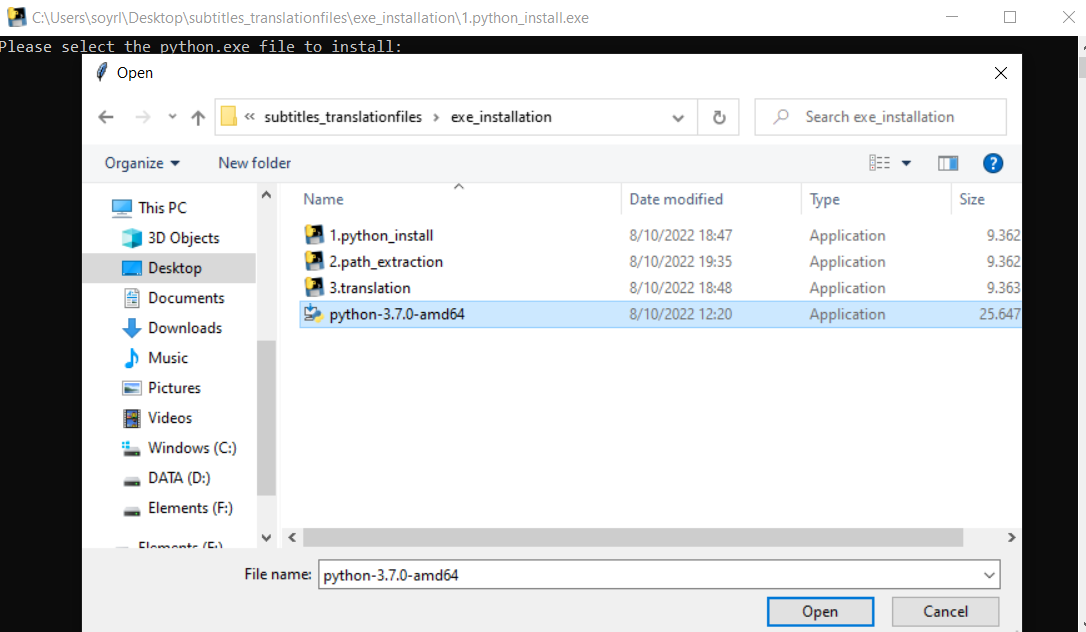 C:\Users\soyrl\Desktop\subtitles_translationfiles\exe_installation\1.python_install.exe
Please select the python.exe file to install:
Open
« subtitles_translationfiles › exe_installation
Search exe_installation
Organize
New folder
?
Name Date modified Type Size
This PC
3D Objects
Desktop
Documents
Downloads
Music
Pictures
Videos
Windows (C:)
DATA (D:)
Elements (F:)
Elements (F:)
1.python_install 8/10/2022 18:47 Application 9.362
2.path_extraction 8/10/2022 19:35 Application 9.362
3.translation 8/10/2022 18:48 Application 9.363
python-3.7.0-amd64 8/10/2022 12:20 Application 25.647
File name: python-3.7.0-amd64
Open Cancel